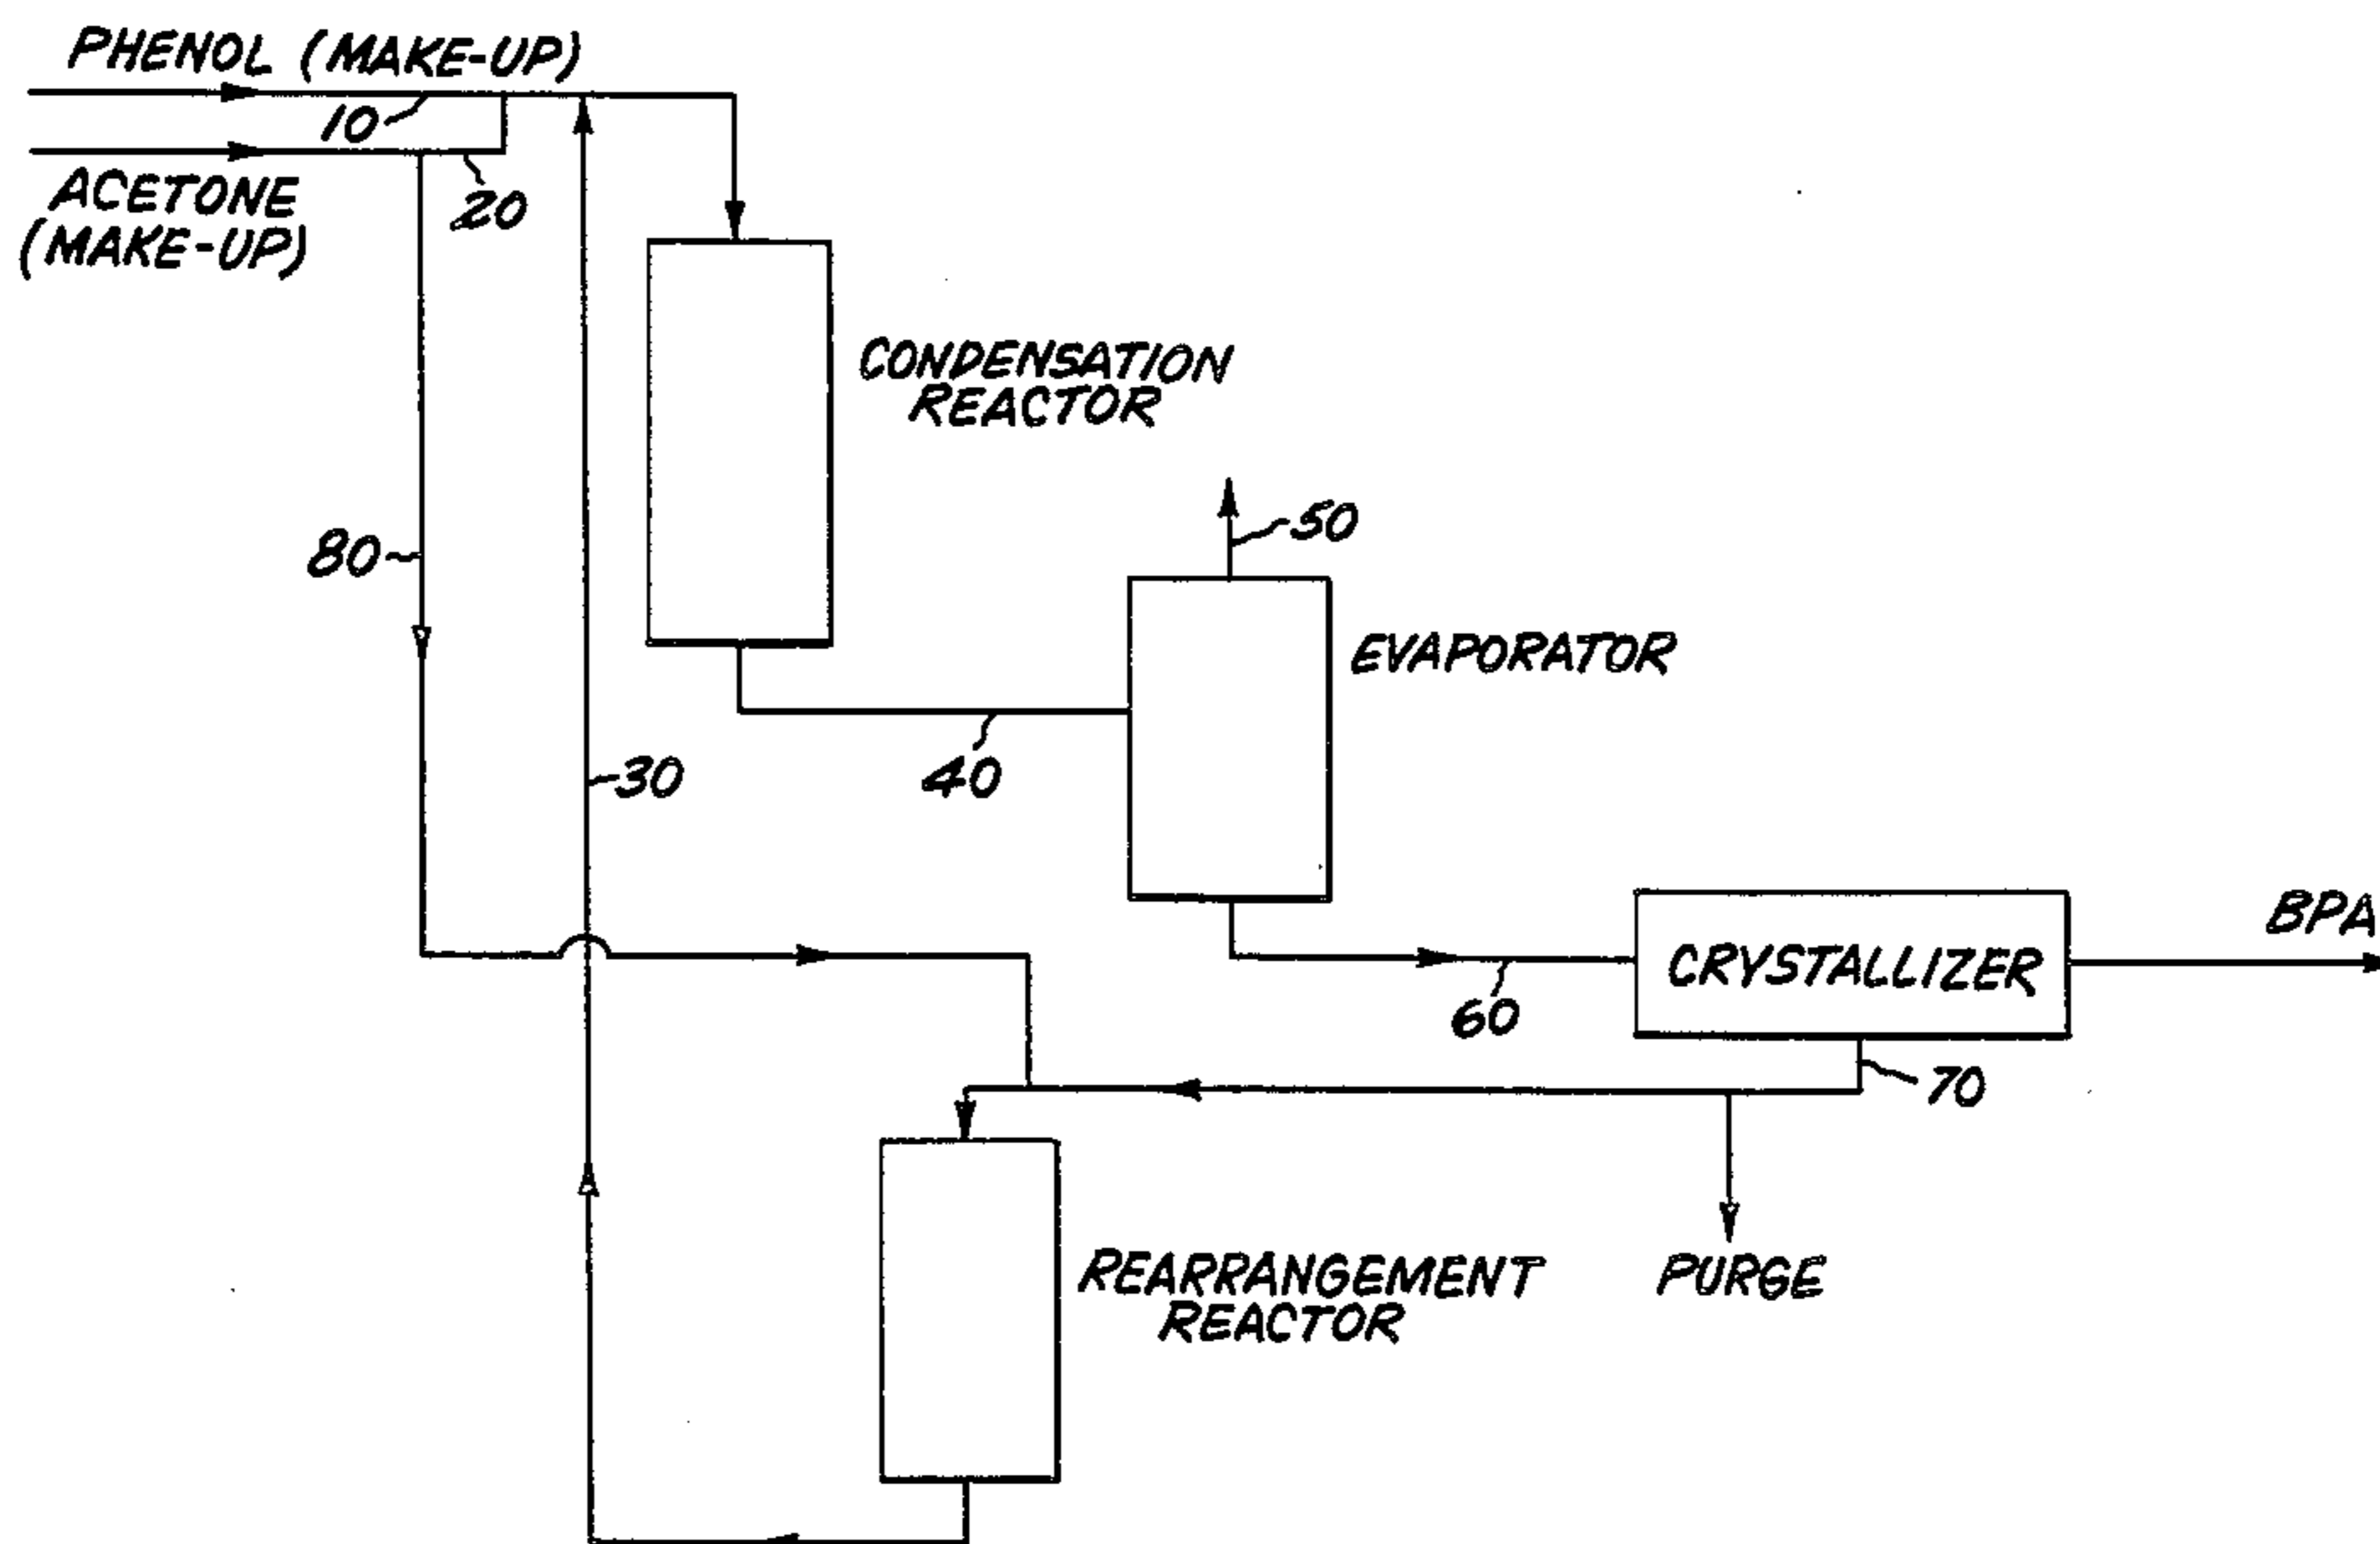 PHENOL (MAKE-UP)
10
ACETONE
(MAKE-UP)
20
CONDENSATION
REACTOR
50
80
EVAPORATOR
30
40
BPA
CRYSTALLIZER
60
70
REARRANGEMENT
REACTOR
PURGE